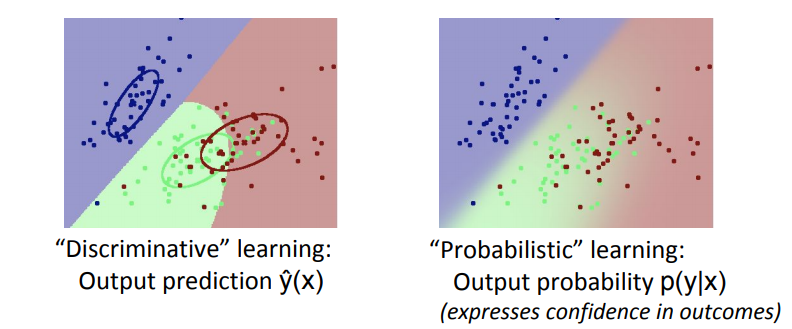 “Discriminative” learning:
Output prediction ŷ(x)
“Probabilistic” learning:
Output probability p(y|x)
(expresses confidence in outcomes)